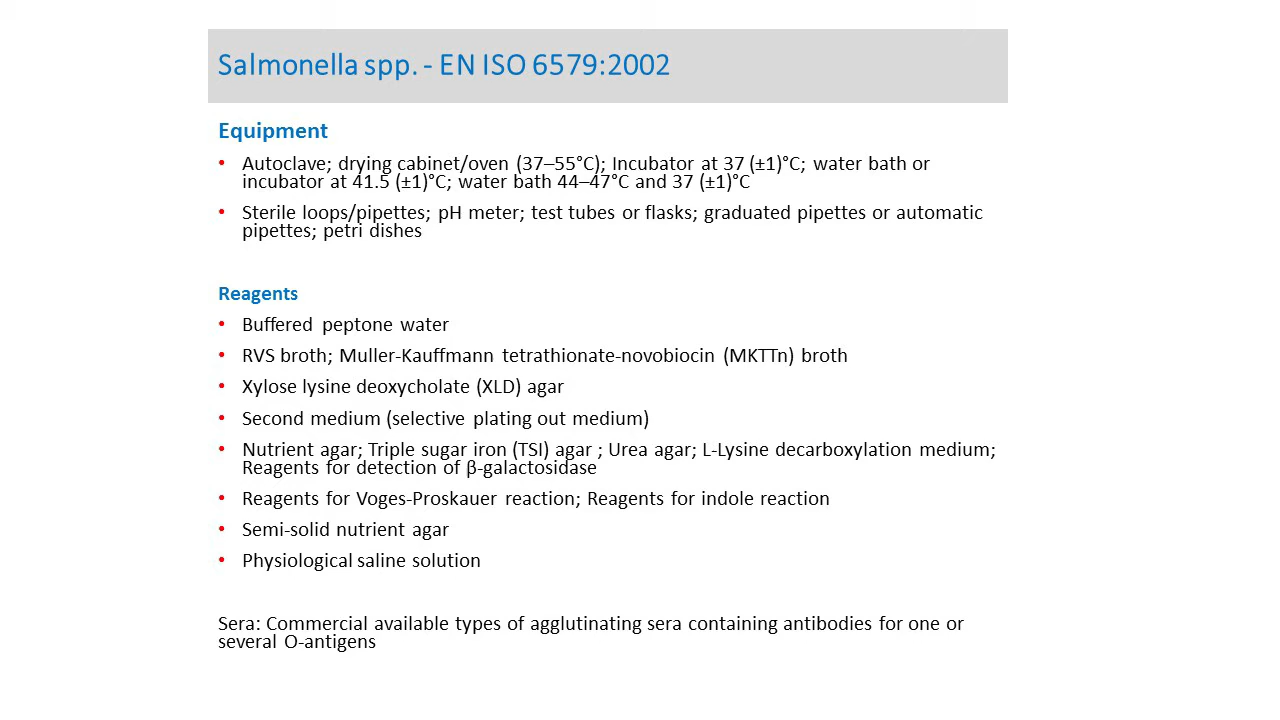 Salmonella spp. - EN ISO 6579:2002
Equipment
• Autoclave; drying cabinet/oven (37–55°C); Incubator at 37 (±1)°C; water bath or
incubator at 41.5 (±1)°C; water bath 44–47°C and 37 (±1)°C
• Sterile loops/pipettes; pH meter; test tubes or flasks; graduated pipettes or automatic
pipettes; petri dishes
Reagents
• Buffered peptone water
• RVS broth; Muller-Kauffmann tetrathionate-novobiocin (MKTTn) broth
• Xylose lysine deoxycholate (XLD) agar
• Second medium (selective plating out medium)
• Nutrient agar; Triple sugar iron (TSI) agar ; Urea agar; L-Lysine decarboxylation medium;
Reagents for detection of β-galactosidase
• Reagents for Voges-Proskauer reaction; Reagents for indole reaction
• Semi-solid nutrient agar
• Physiological saline solution
Sera: Commercial available types of agglutinating sera containing antibodies for one or
several O-antigens